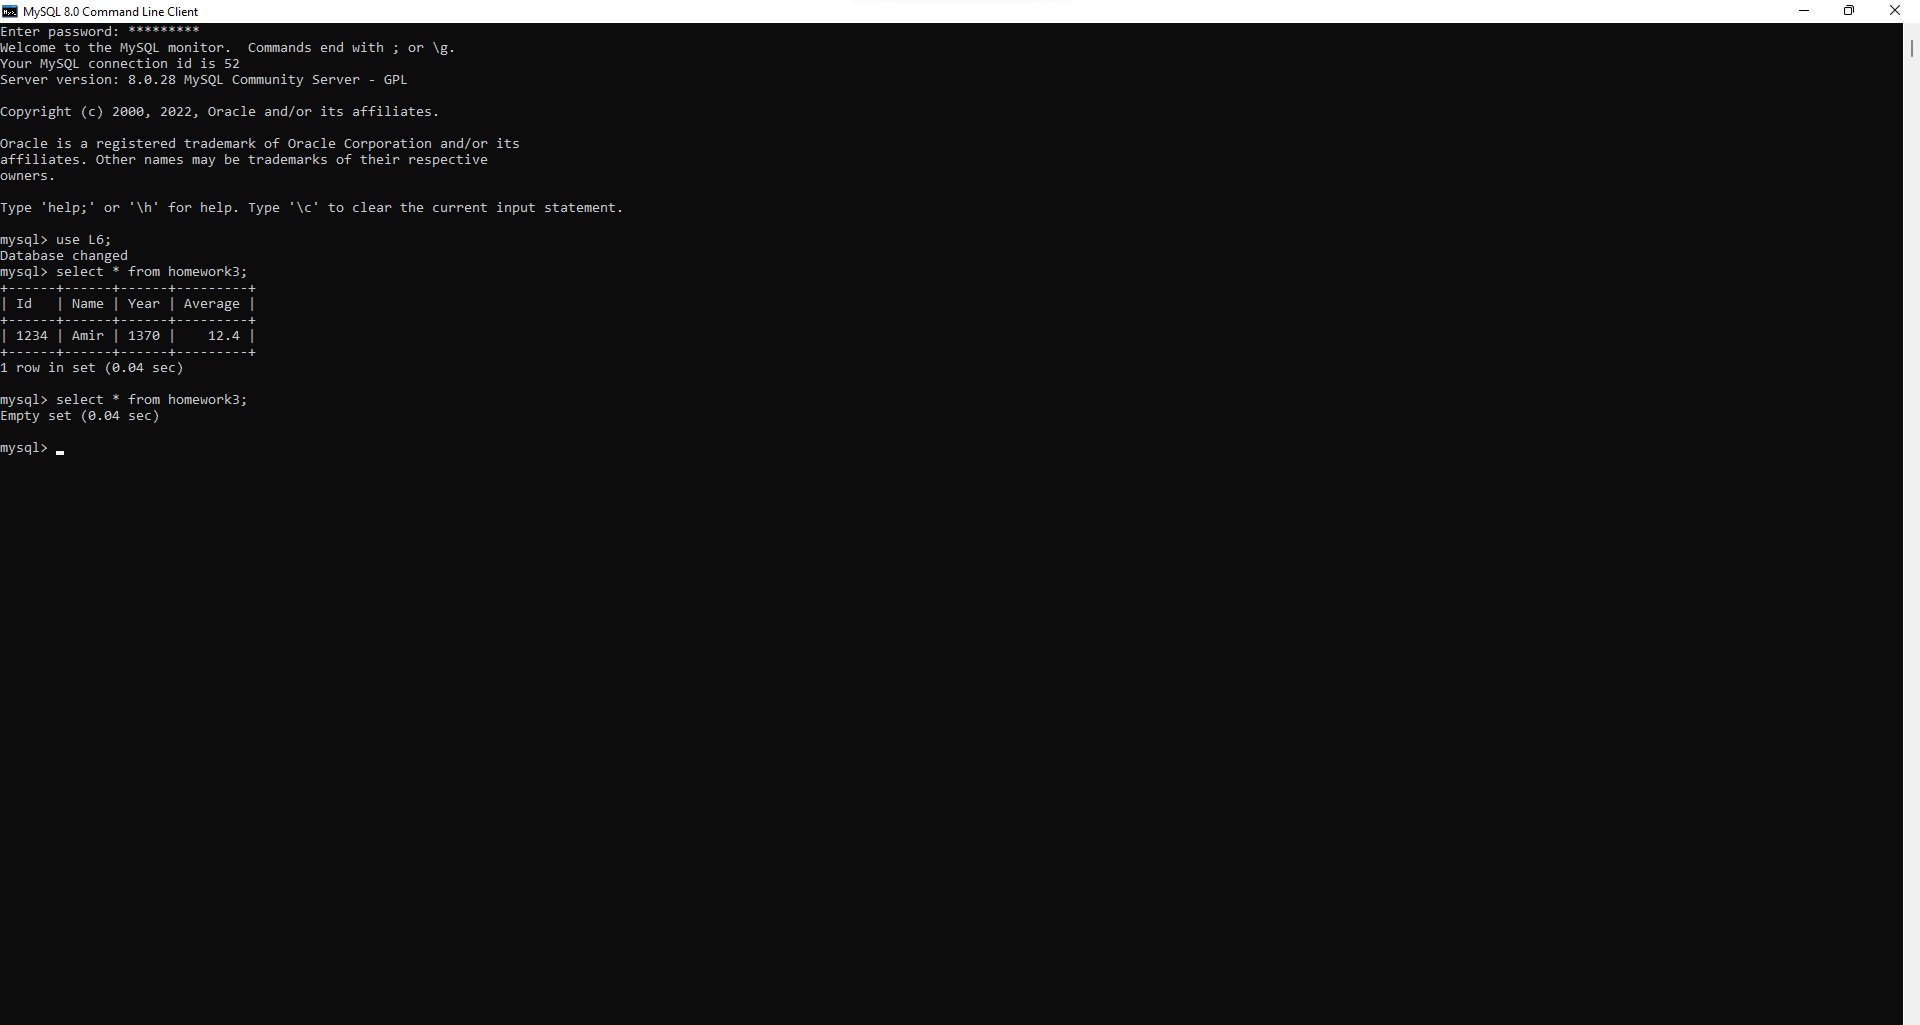 MySQL 8.0 Command Line Client
Enter password: *********
Welcome to the MySQL monitor.  Commands end with ; or \g.
Your MySQL connection id is 52
Server version: 8.0.28 MySQL Community Server - GPL

Copyright (c) 2000, 2022, Oracle and/or its affiliates.

Oracle is a registered trademark of Oracle Corporation and/or its
affiliates. Other names may be trademarks of their respective
owners.

Type 'help;' or '\h' for help. Type '\c' to clear the current input statement.

mysql> use L6;
Database changed
mysql> select * from homework3;
+------+------+------+---------+
| Id   | Name | Year | Average |
+------+------+------+---------+
| 1234 | Amir | 1370 |    12.4 |
+------+------+------+---------+
1 row in set (0.04 sec)

mysql> select * from homework3;
Empty set (0.04 sec)

mysql> _